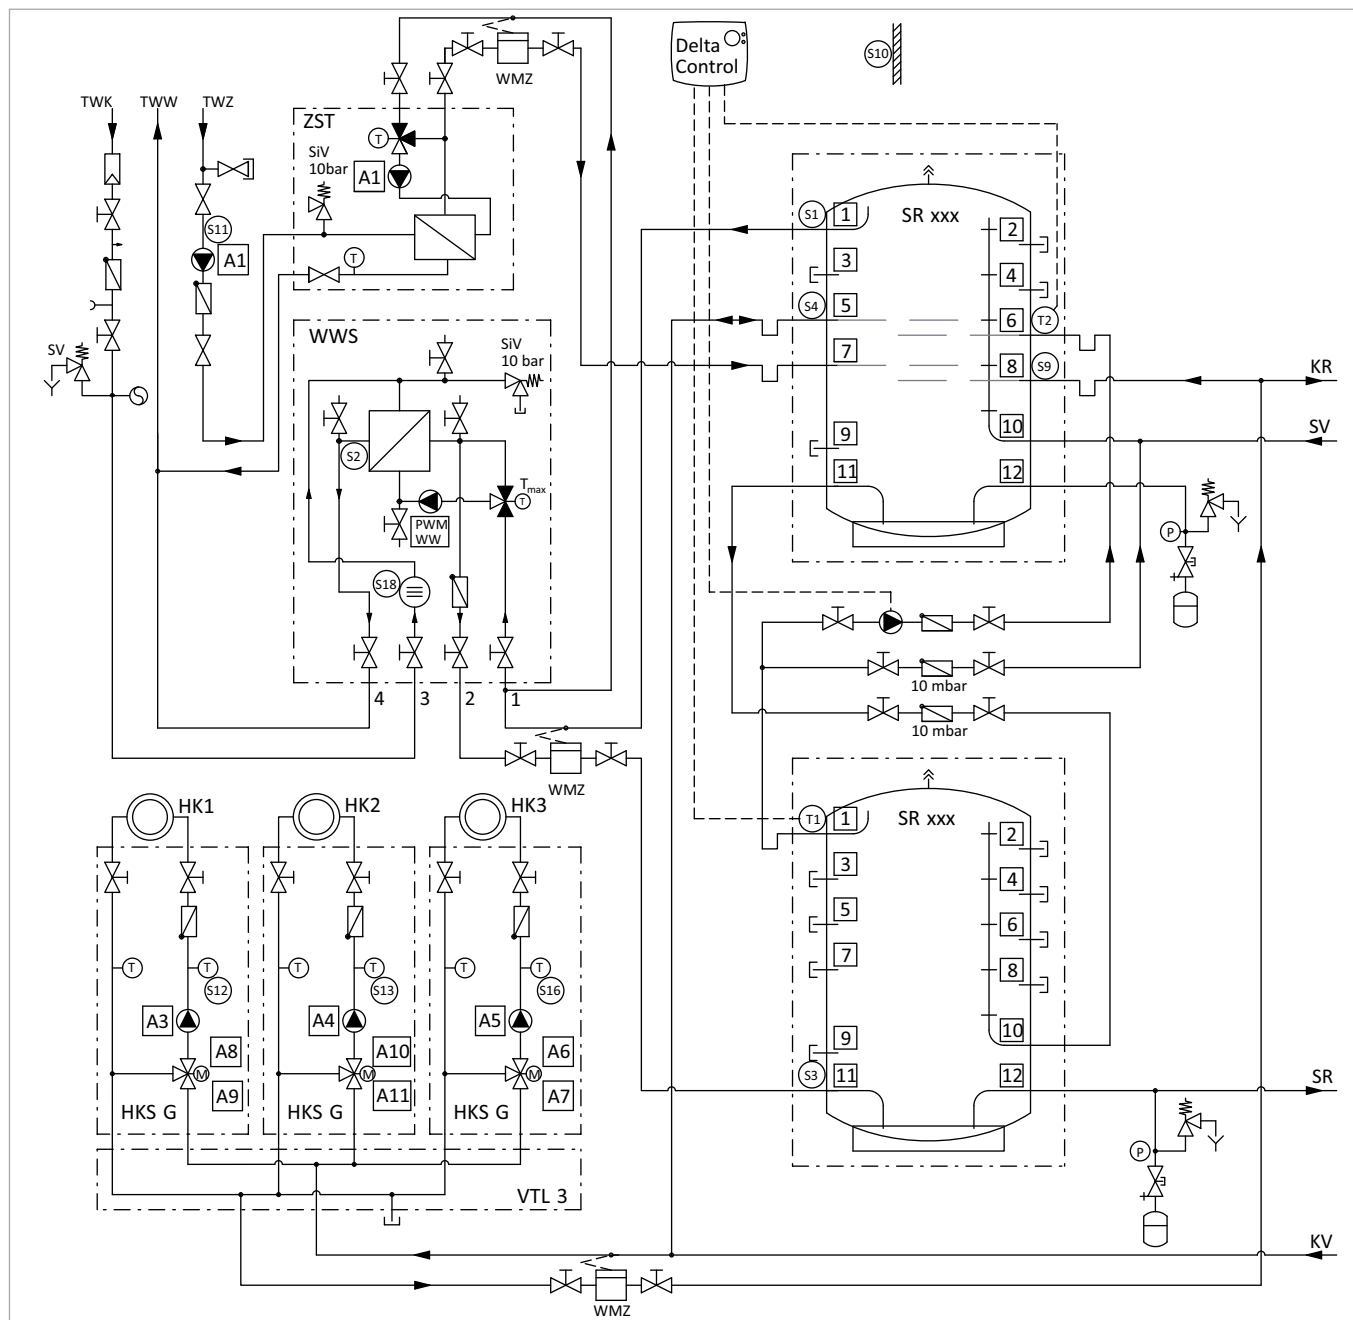 Delta
Control
S10
WMZ
TWK
TWW
TWZ
ZST
T
SiV
10bar
A1
S11
A1
T
S1
1
SR xxx
2
3
4
S4
5
6
T2
7
8
S9
9
10
11
12
KR
SV
P
SV
WWS
SiV
10 bar
S2
Tmax
T
PWM
WW
S18
4
3
2
1
10 mbar
10 mbar
WMZ
T1
1
SR xxx
2
3
4
5
6
7
8
9
10
S3
11
12
SR
P
HK1
HK2
HK3
T
T
S12
T
T
S13
T
T
S16
A3
A4
A5
A8
M
A9
A10
M
A11
A6
M
A7
HKS G
HKS G
HKS G
VTL 3
KV
WMZ